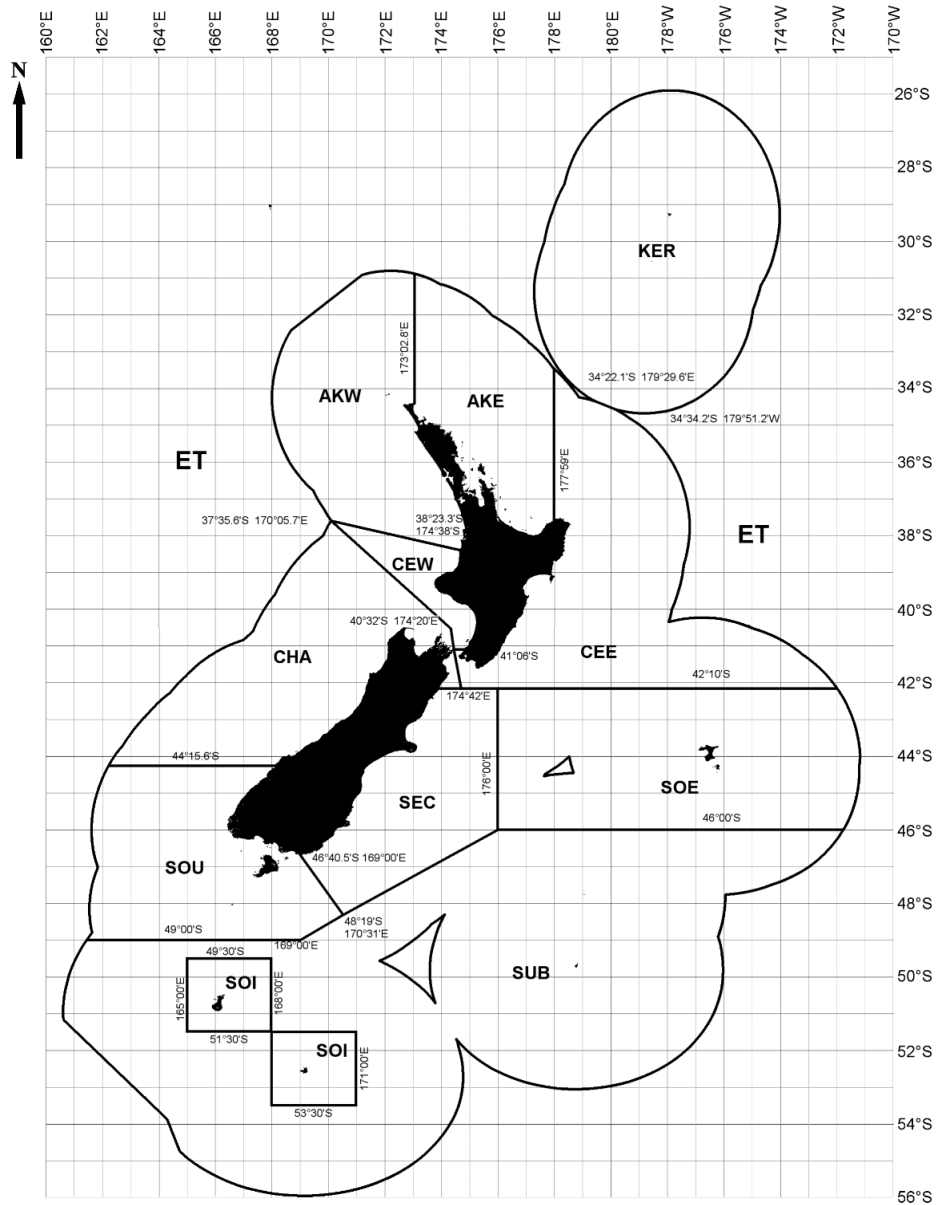 160°E
162°E
164°E
166°E
168°E
170°E
172°E
174°E
176°E
178°E
180°W
178°W
176°W
174°W
172°W
170°W
N
26°S
28°S
KER
30°S
173°02.8'E
32°S
34°22.1'S 179°29.6'E
34°S
AKW
AKE
34°34.2'S 179°51.2'W
ET
177°59'E
36°S
37°35.6'S 170°05.7'E
38°23.3'S
174°38'S
ET
38°S
CEW
40°S
40°32'S 174°20'E
CHA
41°06'S
CEE
174°42'E
42°10'S
42°S
44°15.6'S
176°00'E
44°S
SEC
SOE
46°00'S
46°S
46°40.5'S 169°00'E
SOU
48°S
48°19'S
170°31'E
49°00'S
169°00'E
49°30'S
165°00'E
SOI
168°00'E
SUB
50°S
51°30'S
SOI
171°00'E
52°S
53°30'S
54°S
56°S